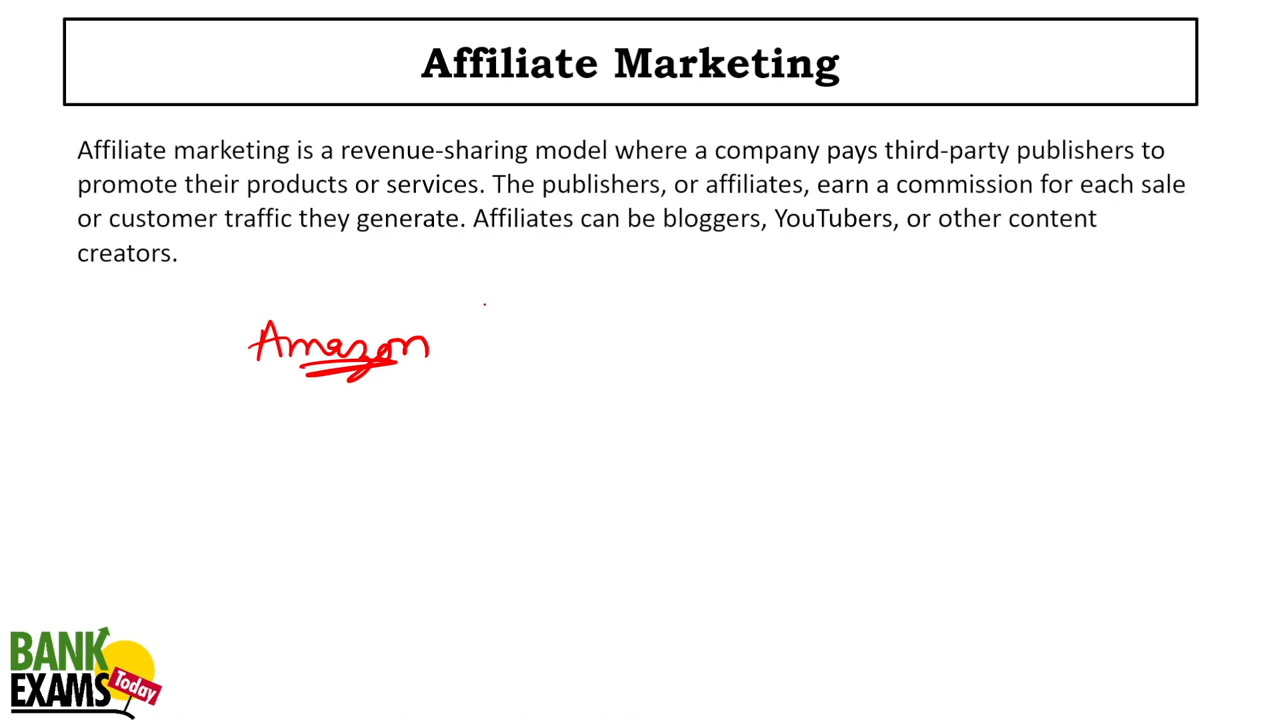 Affiliate Marketing
Affiliate marketing is a revenue-sharing model where a company pays third-party publishers to
promote their products or services. The publishers, or affiliates, earn a commission for each sale
or customer traffic they generate. Affiliates can be bloggers, YouTubers, or other content
creators.
Amazon
BANK
EXAMS Today